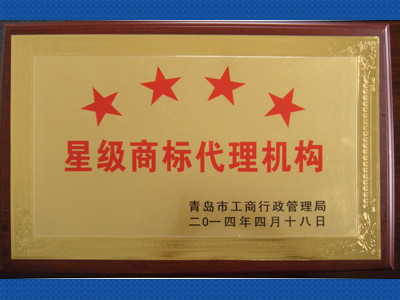 星级商标代理机构
青岛市工商行政管理局
二〇一四年四月十八日